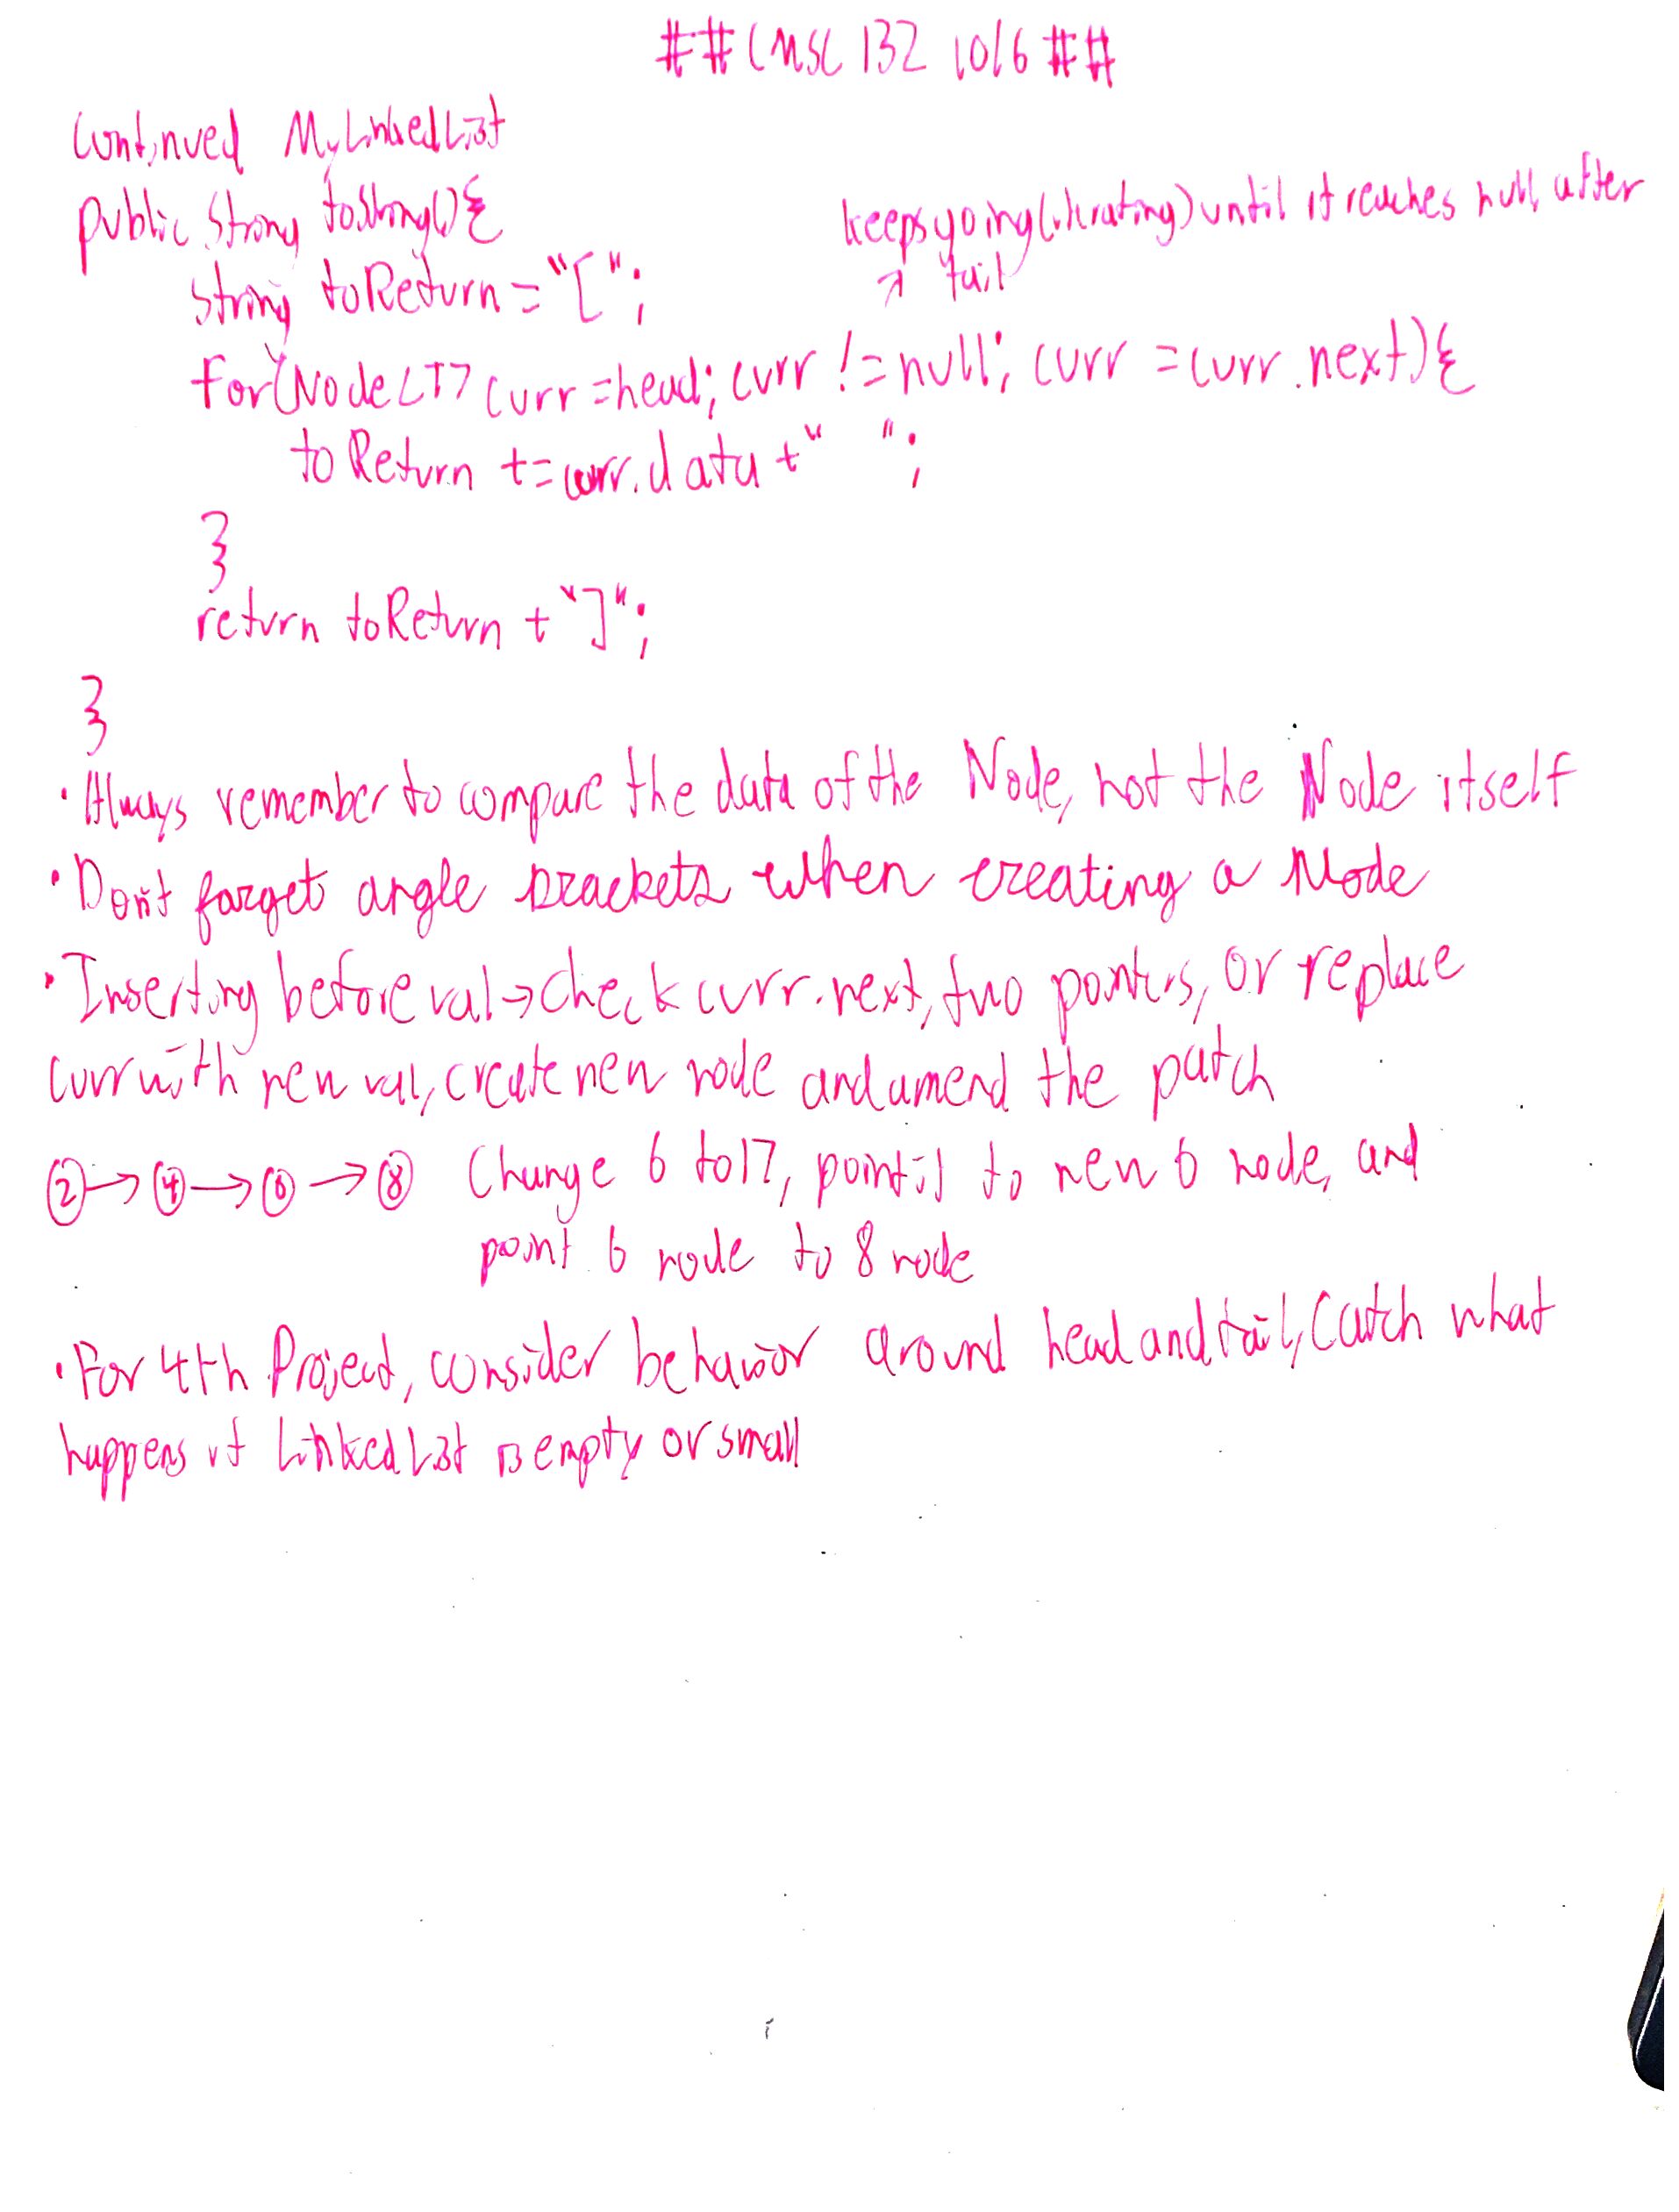 ## CMSC 132 10/6 ##
Continued MyLinkedList
public String toString(){
keeps going(iterating) until it reaches null after
↗ tail
String toReturn = "[";
for(Node<T> curr = head; curr != null; curr = curr.next){
toReturn += curr.data + " ";
}
return toReturn + "]";
}
• Always remember to compare the data of the Node, not the Node itself
• Don't forget angle brackets when creating a Node
• Inserting before val → check curr.next, two pointers, or replace
curr with new val, create new node and amend the patch
② → ④ → ⑥ → ⑧ Change 6 to 17, point it to new 6 node, and
point 6 node to 8 node
• For 4th Project, consider behavior around head and tail, Catch what
happens if LinkedList is empty or small